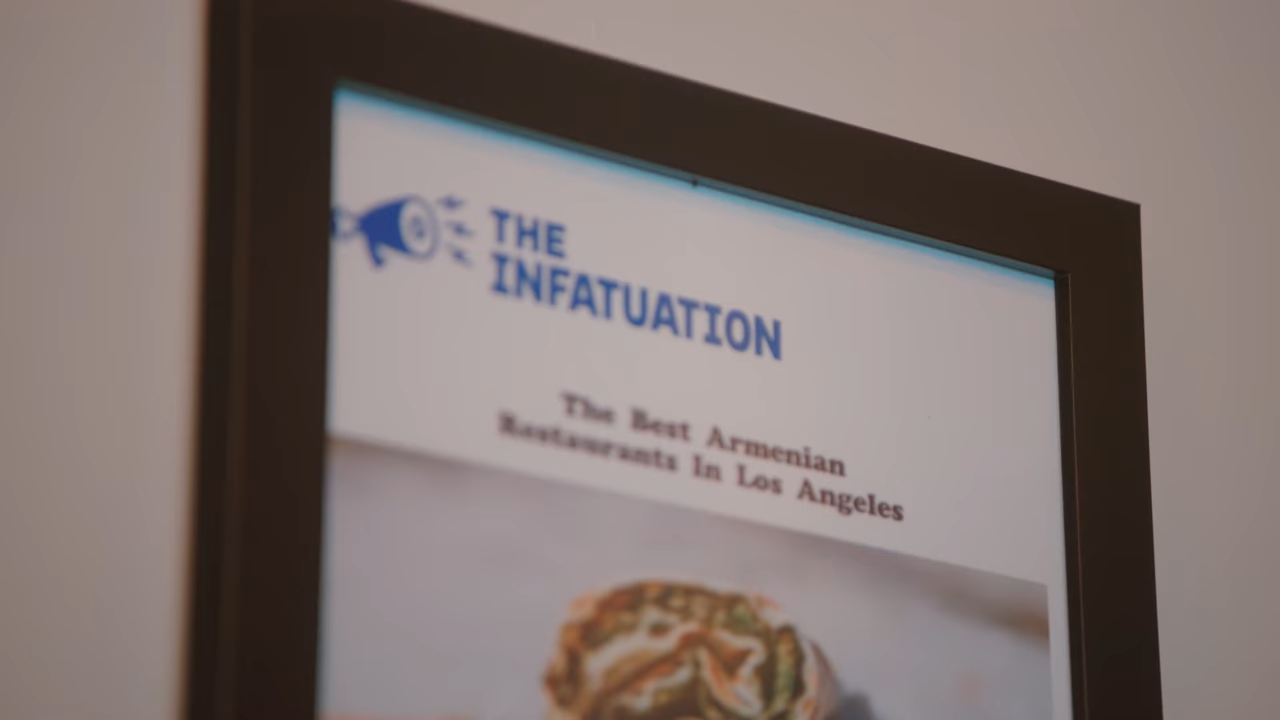 THE
INFATUATION
The Best Armenian
Restaurants In Los Angeles